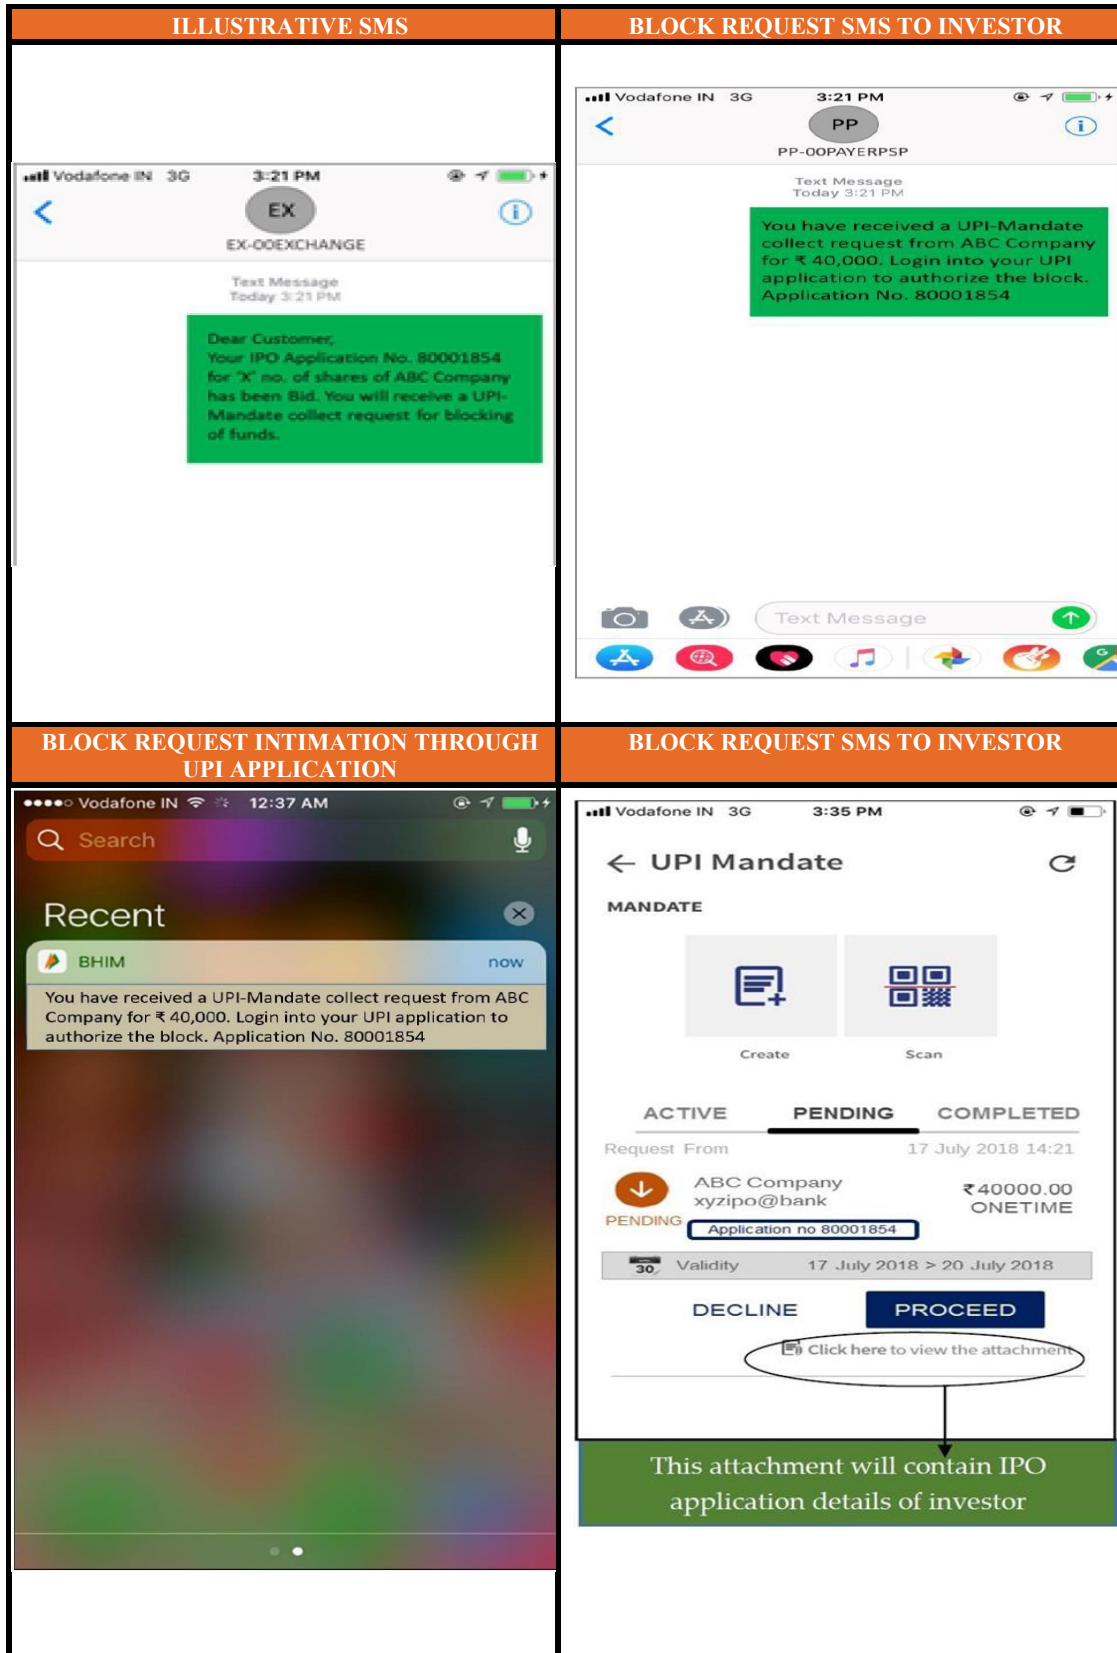 ILLUSTRATIVE SMS
BLOCK REQUEST SMS TO INVESTOR
Vodafone IN 3G 3:21 PM
EX
EX-00EXCHANGE
Text Message
Today 3:21 PM
Dear Customer,
Your IPO Application No. 80001854
for 'X' no. of shares of ABC Company
has been Bid. You will receive a UPI-
Mandate collect request for blocking
of funds.
Vodafone IN 3G 3:21 PM
PP
PP-00PAYERPSP
Text Message
Today 3:21 PM
You have received a UPI-Mandate
collect request from ABC Company
for ₹ 40,000. Login into your UPI
application to authorize the block.
Application No. 80001854
Text Message
BLOCK REQUEST INTIMATION THROUGH
UPI APPLICATION
BLOCK REQUEST SMS TO INVESTOR
Vodafone IN 12:37 AM
Search
Recent
BHIM now
You have received a UPI-Mandate collect request from ABC
Company for ₹ 40,000. Login into your UPI application to
authorize the block. Application No. 80001854
Vodafone IN 3G 3:35 PM
UPI Mandate
MANDATE
Create Scan
ACTIVE PENDING COMPLETED
Request From 17 July 2018 14:21
ABC Company ₹40000.00
xyzipo@bank ONETIME
PENDING
Application no 80001854
30 Validity 17 July 2018 > 20 July 2018
DECLINE PROCEED
Click here to view the attachment
This attachment will contain IPO
application details of investor